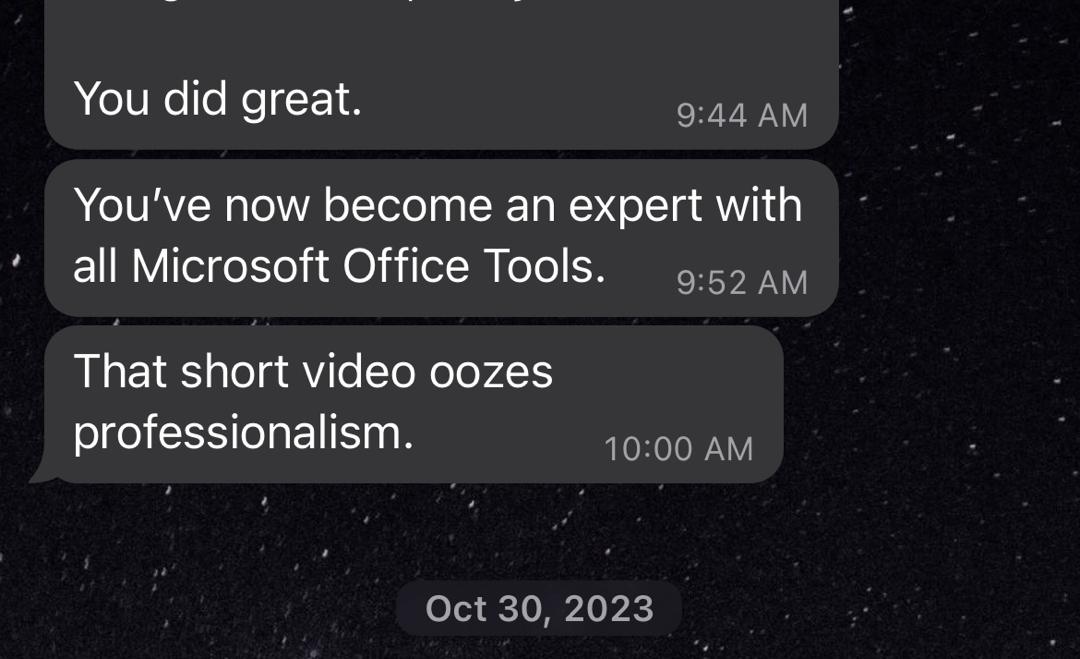 You did great.
9:44 AM
You've now become an expert with
all Microsoft Office Tools.
9:52 AM
That short video oozes
professionalism.
10:00 AM
Oct 30, 2023